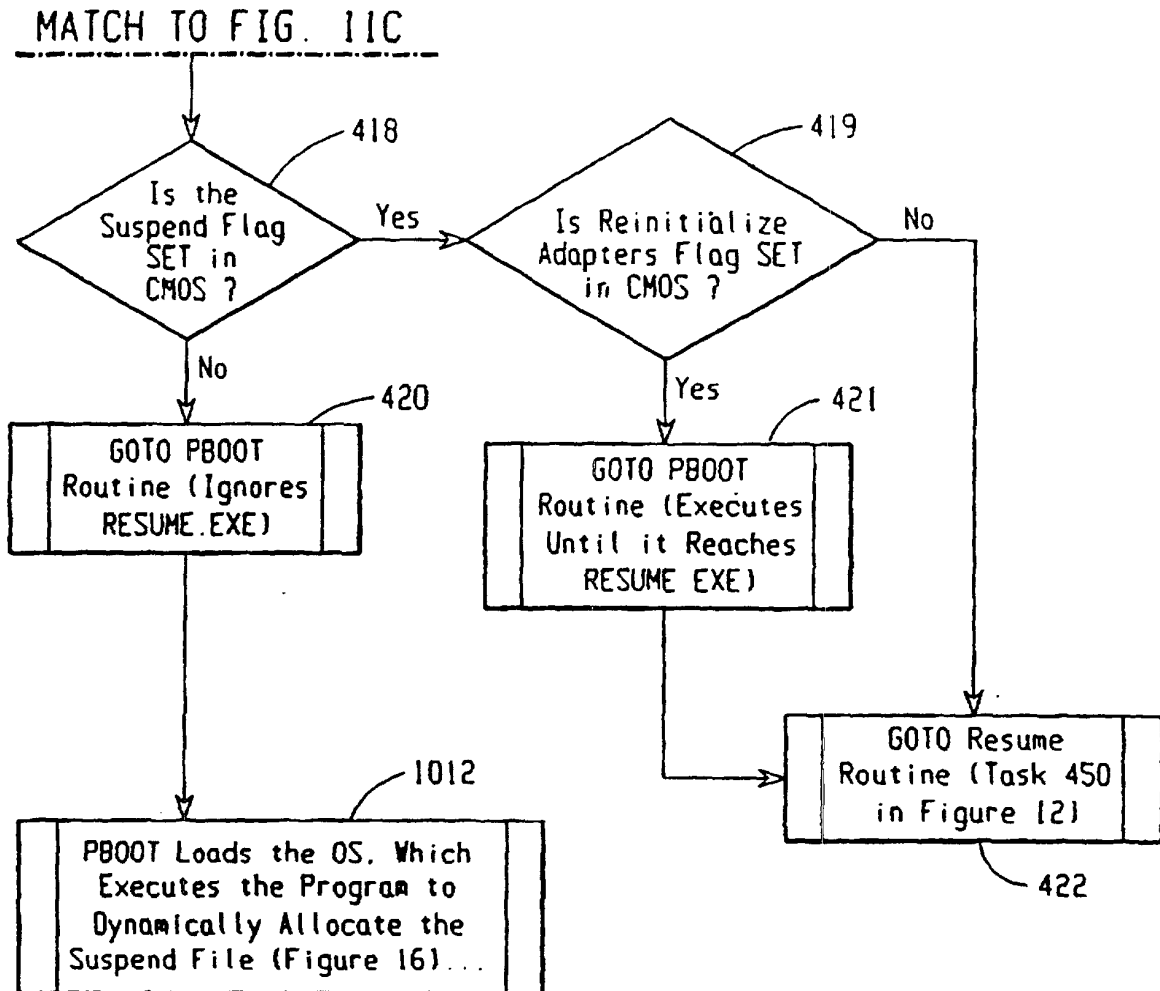 MATCH TO FIG. 11C
418
Is the
Suspend Flag
SET in
CMOS ?
Yes
419
Is Reinitialize
Adapters Flag SET
in CMOS ?
No
No
420
GOTO PBOOT
Routine (Ignores
RESUME.EXE)
Yes
421
GOTO PBOOT
Routine (Executes
Until it Reaches
RESUME EXE)
GOTO Resume
Routine (Task 450
in Figure 12)
422
1012
PBOOT Loads the OS, Which
Executes the Program to
Dynamically Allocate the
Suspend File (Figure 16)...